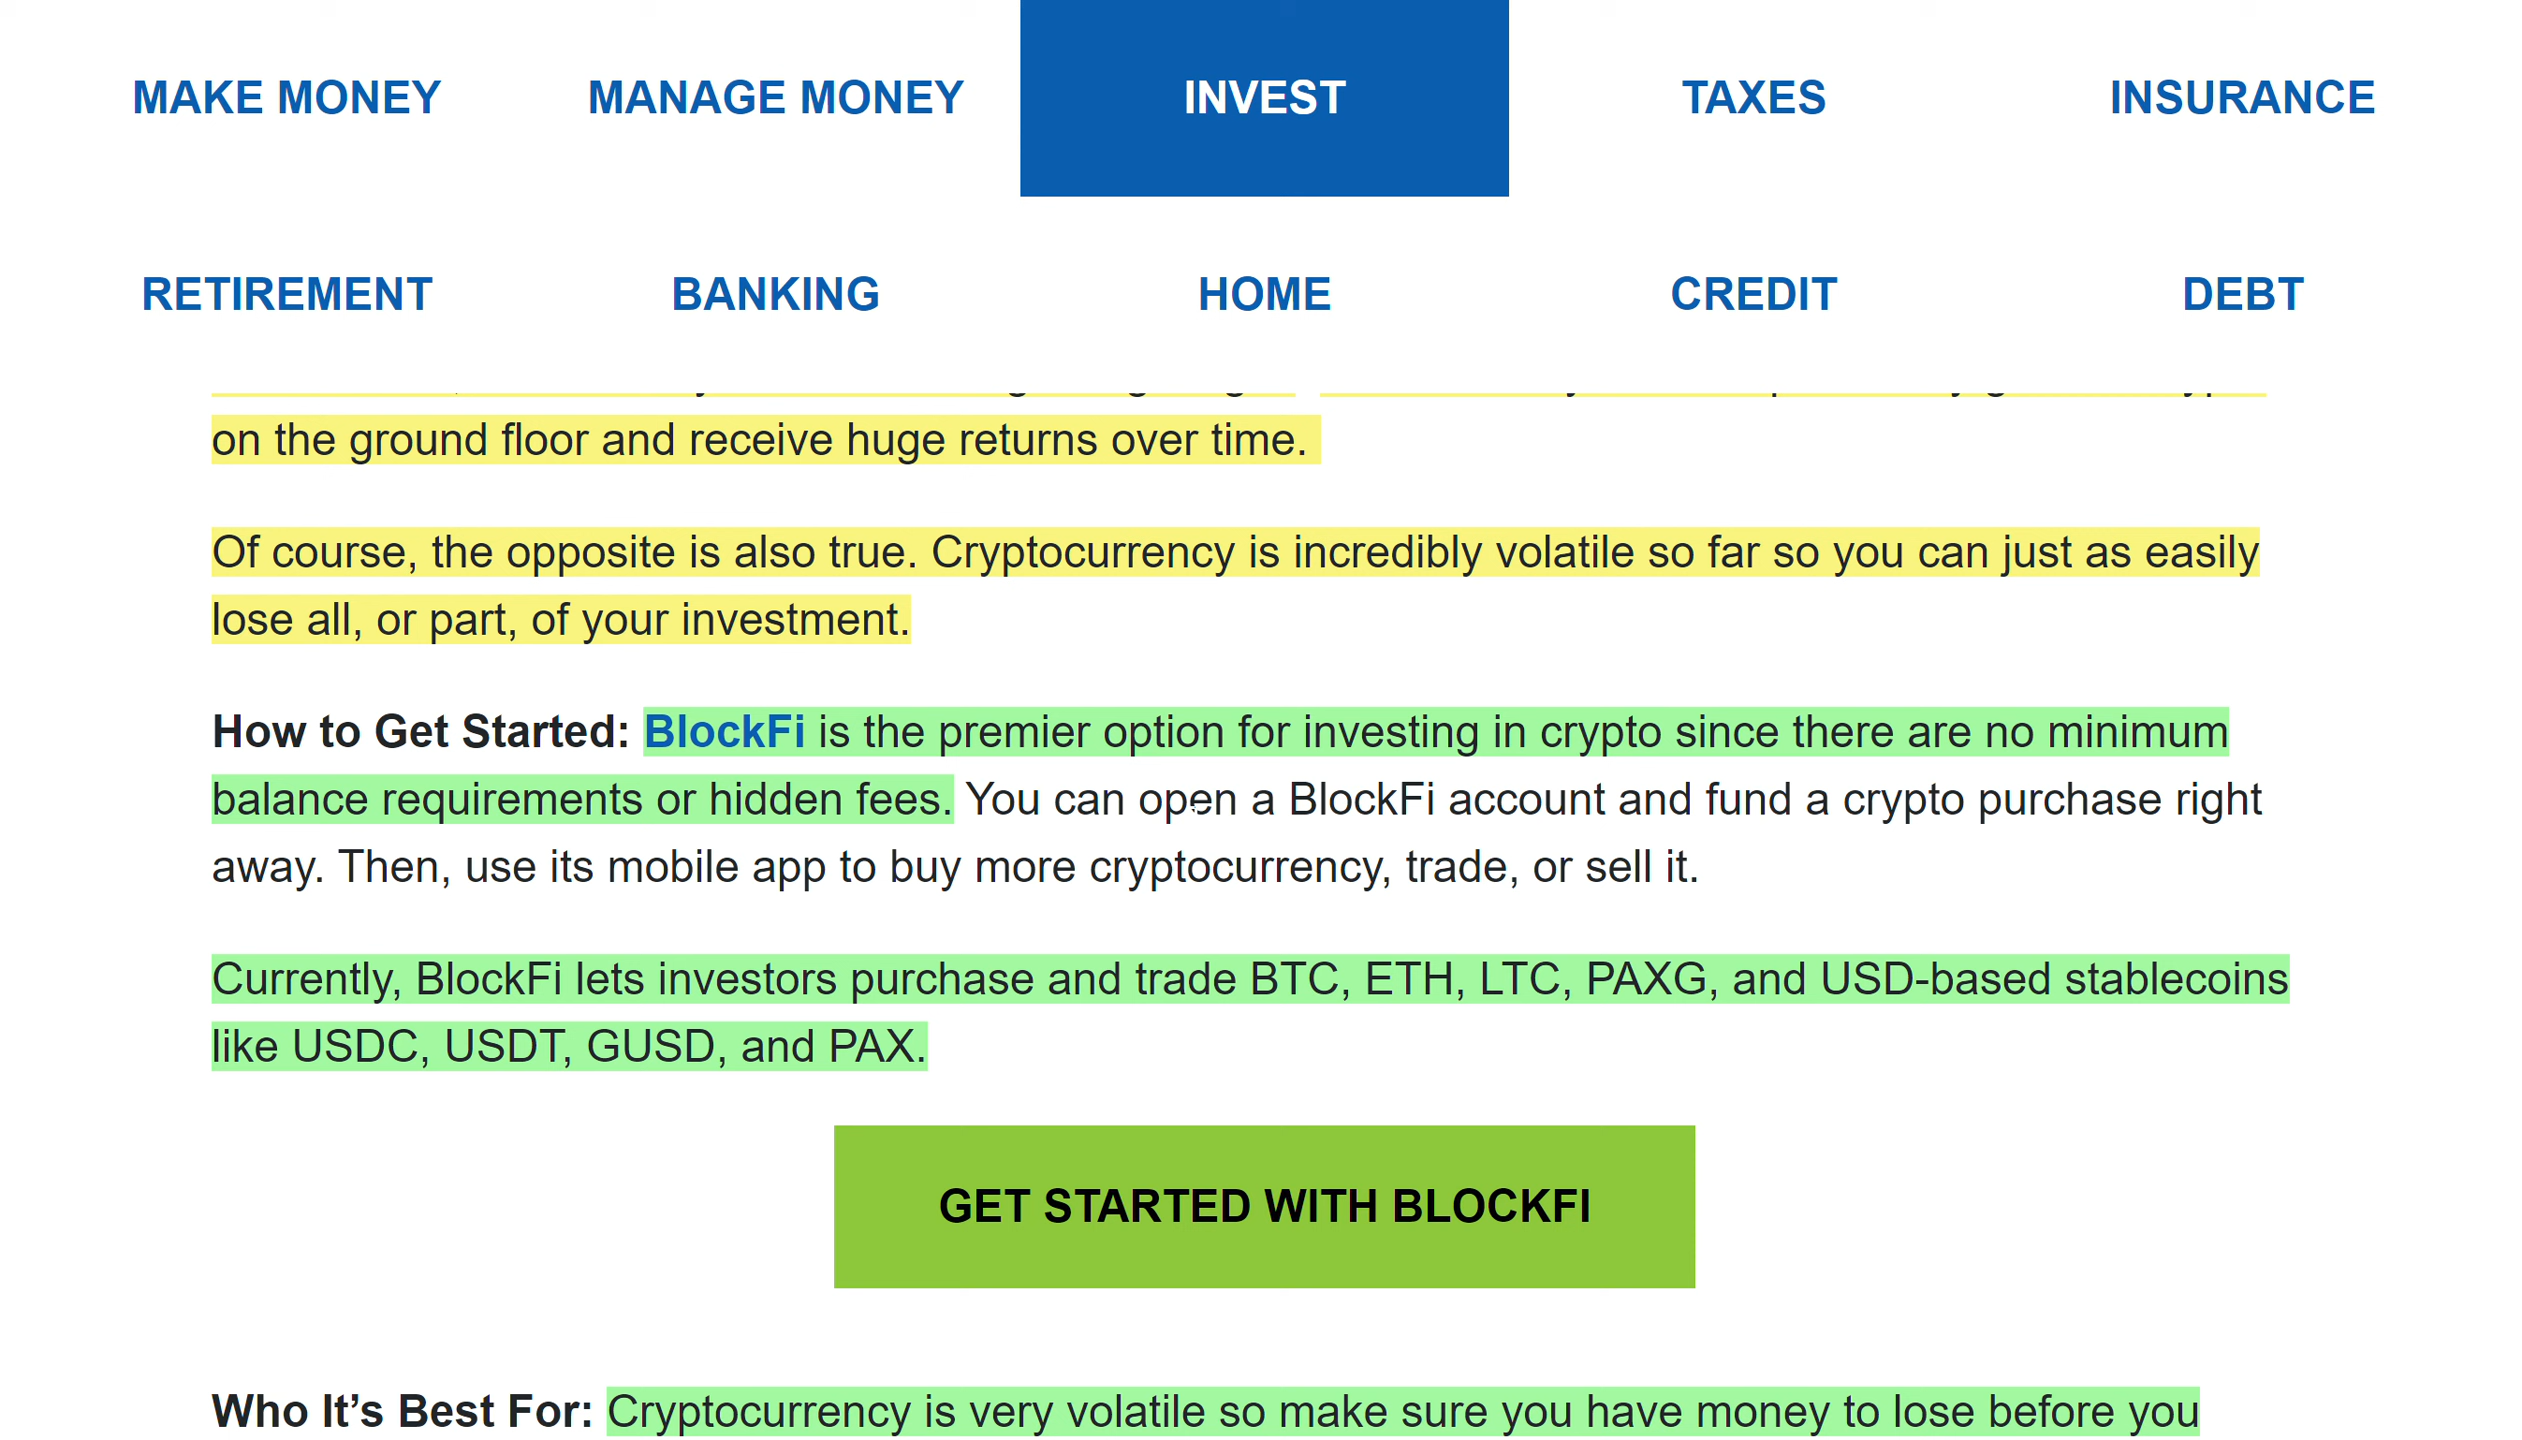 MAKE MONEY MANAGE MONEY INVEST TAXES INSURANCE
RETIREMENT BANKING HOME CREDIT DEBT
on the ground floor and receive huge returns over time.
Of course, the opposite is also true. Cryptocurrency is incredibly volatile so far so you can just as easily
lose all, or part, of your investment.
How to Get Started: BlockFi is the premier option for investing in crypto since there are no minimum
balance requirements or hidden fees. You can open a BlockFi account and fund a crypto purchase right
away. Then, use its mobile app to buy more cryptocurrency, trade, or sell it.
Currently, BlockFi lets investors purchase and trade BTC, ETH, LTC, PAXG, and USD-based stablecoins
like USDC, USDT, GUSD, and PAX.
GET STARTED WITH BLOCKFI
Who It’s Best For: Cryptocurrency is very volatile so make sure you have money to lose before you